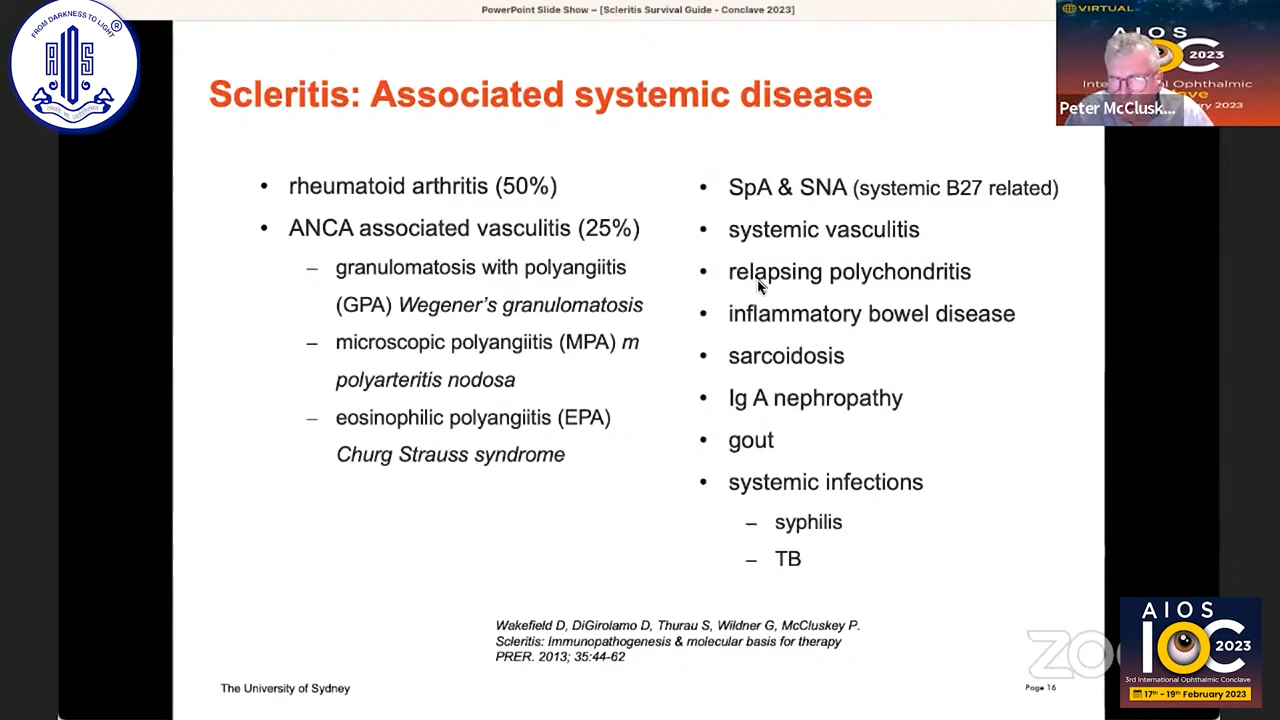 PowerPoint Slide Show – [Scleritis Survival Guide - Conclave 2023]
FROM DARKNESS TO LIGHT
®
AIOS
VIRTUAL
AIOS
2023
Peter McClusk...
Scleritis: Associated systemic disease
• rheumatoid arthritis (50%)
• ANCA associated vasculitis (25%)
– granulomatosis with polyangiitis
(GPA) Wegener's granulomatosis
– microscopic polyangiitis (MPA) m
polyarteritis nodosa
– eosinophilic polyangiitis (EPA)
Churg Strauss syndrome
• SpA & SNA (systemic B27 related)
• systemic vasculitis
• relapsing polychondritis
• inflammatory bowel disease
• sarcoidosis
• Ig A nephropathy
• gout
• systemic infections
– syphilis
– TB
Wakefield D, DiGirolamo D, Thurau S, Wildner G, McCluskey P.
Scleritis: Immunopathogenesis & molecular basis for therapy
PRER. 2013; 35:44-62
The University of Sydney
Page 16
AIOS
IOC 2023
3rd International Ophthalmic Conclave
17th - 19th February 2023